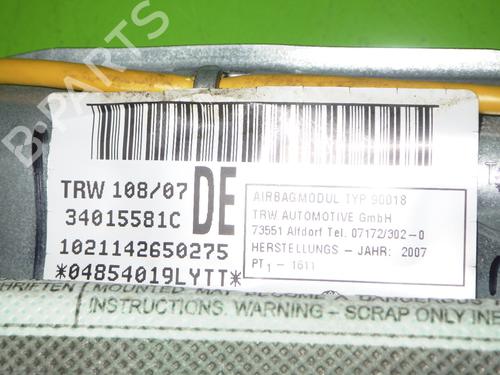 B-PARTS
TRW 108/07
DE
34015581C
1021142650275
*04854019LYTT*
AIRBAGMODUL TYP 90018
TRW AUTOMOTIVE GmbH
73551 Alfdorf Tel. 07172/302-0
HERSTELLUNGS - JAHR: 2007
PT1 - 1611
INSTRUCTIONS. WARNING - SCRAP ONLY